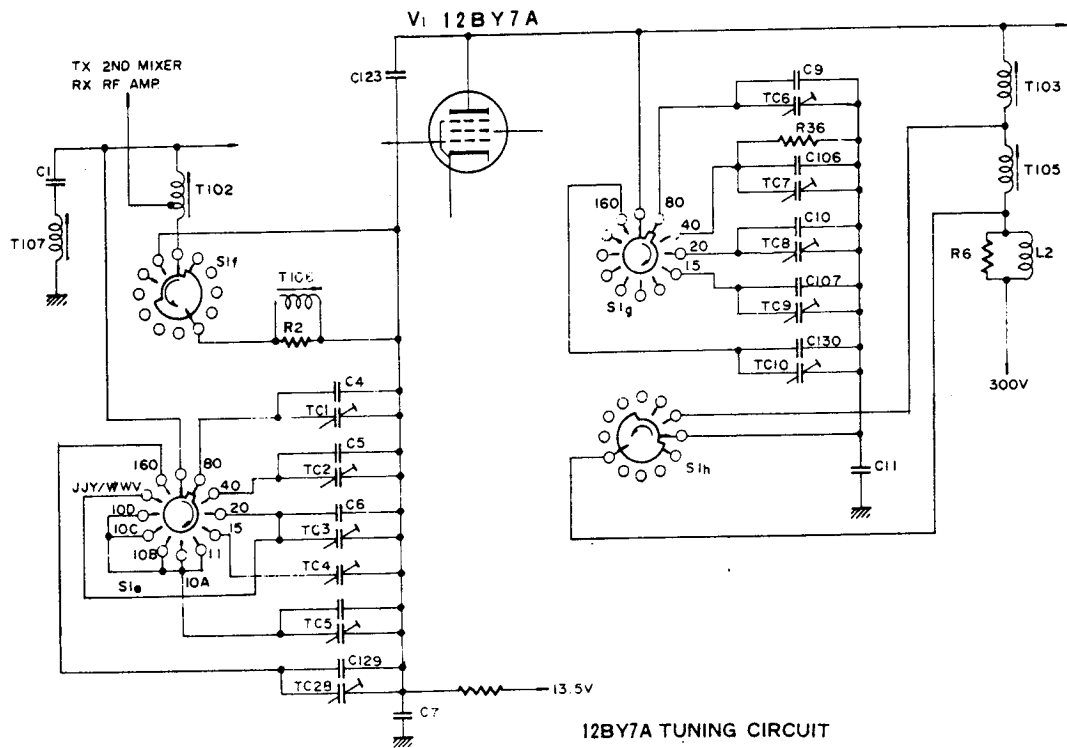 V1 12BY7A
TX 2ND MIXER
RX RF AMP.
C123
C1
T102
T107
S1f
T106
R2
C4
TC1
C5
TC2
C6
TC3
TC4
TC5
C129
TC28
C7
13.5V
160
80
JJY/WWV
40
10D
20
10C
15
10B
11
10A
S1e
C9
TC6
R36
C106
TC7
C10
TC8
C107
TC9
C130
TC10
160
80
40
20
15
S1g
S1h
C11
T103
T105
R6
L2
300V
12BY7A TUNING CIRCUIT